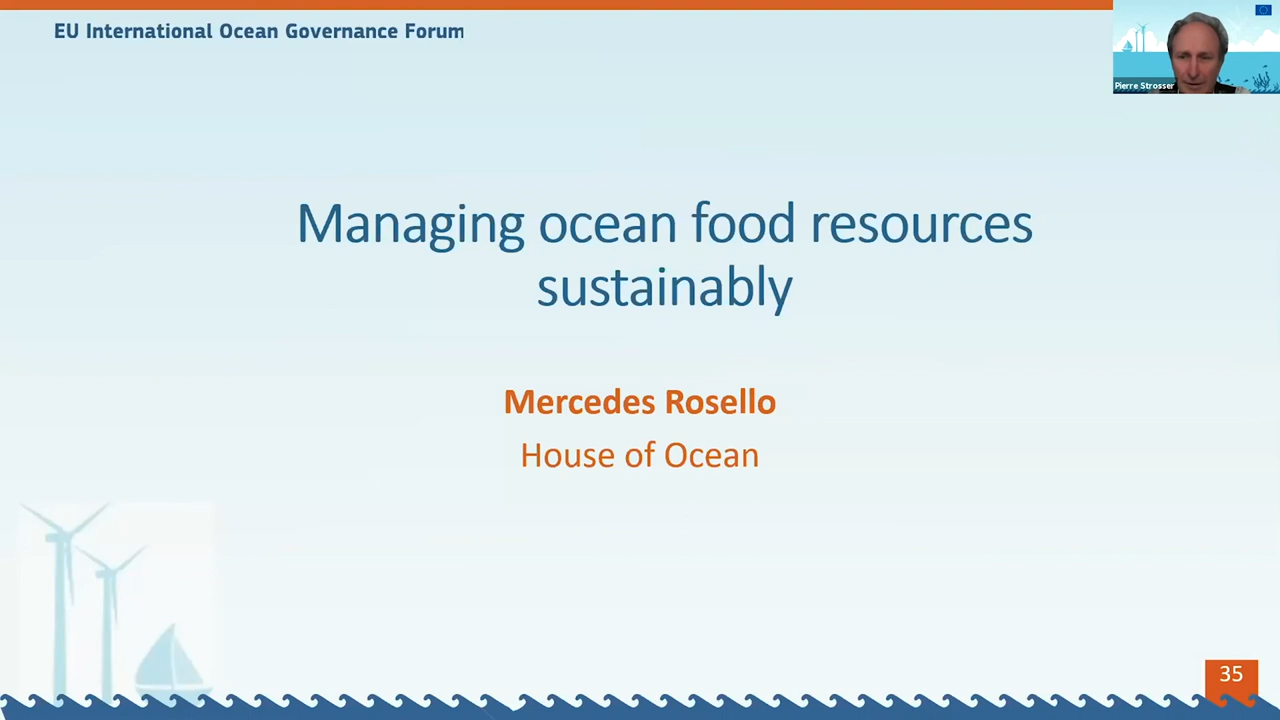 EU International Ocean Governance Forum
Pierre Strosser
Managing ocean food resources
sustainably
Mercedes Rosello
House of Ocean
35